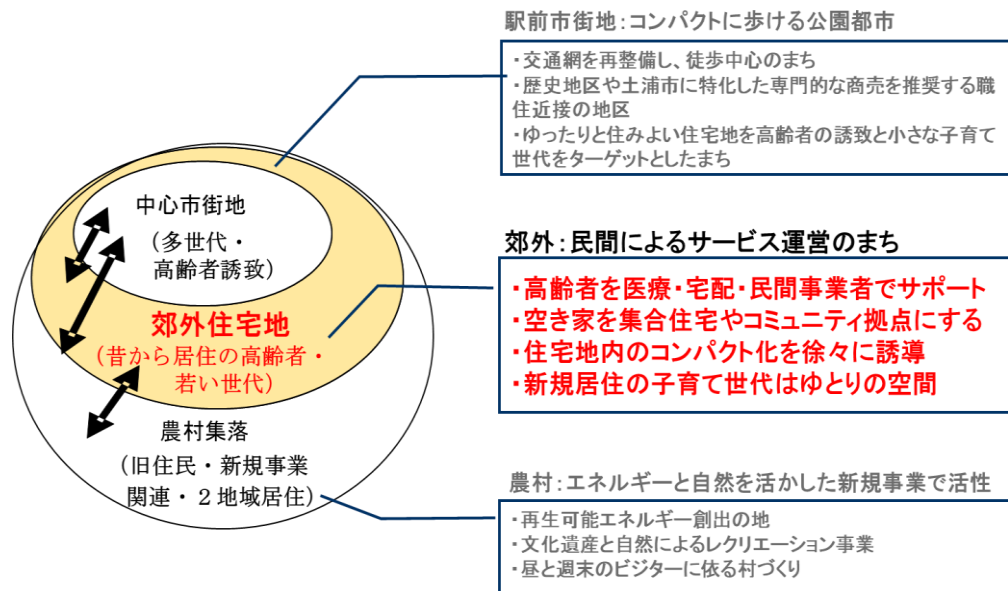 駅前市街地：コンパクトに歩ける公園都市
・交通網を再整備し、徒歩中心のまち
・歴史地区や土浦市に特化した専門的な商売を推奨する職
住近接の地区
・ゆったりと住みよい住宅地を高齢者の誘致と小さな子育て
世代をターゲットとしたまち
中心市街地
（多世代・
高齢者誘致）
郊外住宅地
（昔から居住の高齢者・
若い世代）
農村集落
（旧住民・新規事業
関連・２地域居住）
郊外：民間によるサービス運営のまち
・高齢者を医療・宅配・民間事業者でサポート
・空き家を集合住宅やコミュニティ拠点にする
・住宅地内のコンパクト化を徐々に誘導
・新規居住の子育て世代はゆとりの空間
農村：エネルギーと自然を活かした新規事業で活性
・再生可能エネルギー創出の地
・文化遺産と自然によるレクリエーション事業
・昼と週末のビジターに依る村づくり